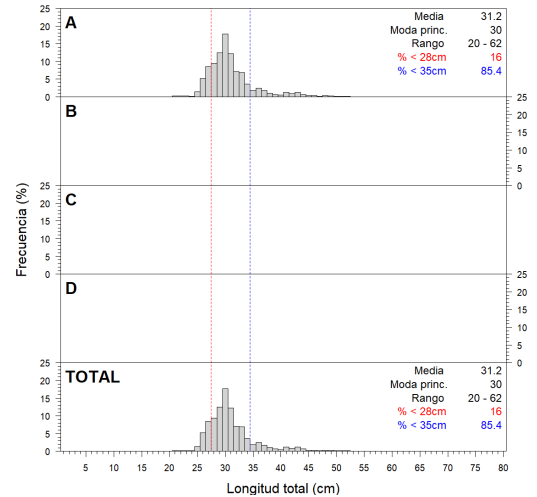 A
Media 31.2
Moda princ. 30
Rango 20 - 62
% < 28cm 16
% < 35cm 85.4
25
20
15
10
5
0
B
25
20
15
10
5
0
C
25
20
15
10
5
0
D
25
20
15
10
5
0
TOTAL
Media 31.2
Moda princ. 30
Rango 20 - 62
% < 28cm 16
% < 35cm 85.4
25
20
15
10
5
0
Frecuencia (%)
5 10 15 20 25 30 35 40 45 50 55 60 65 70 75 80
Longitud total (cm)